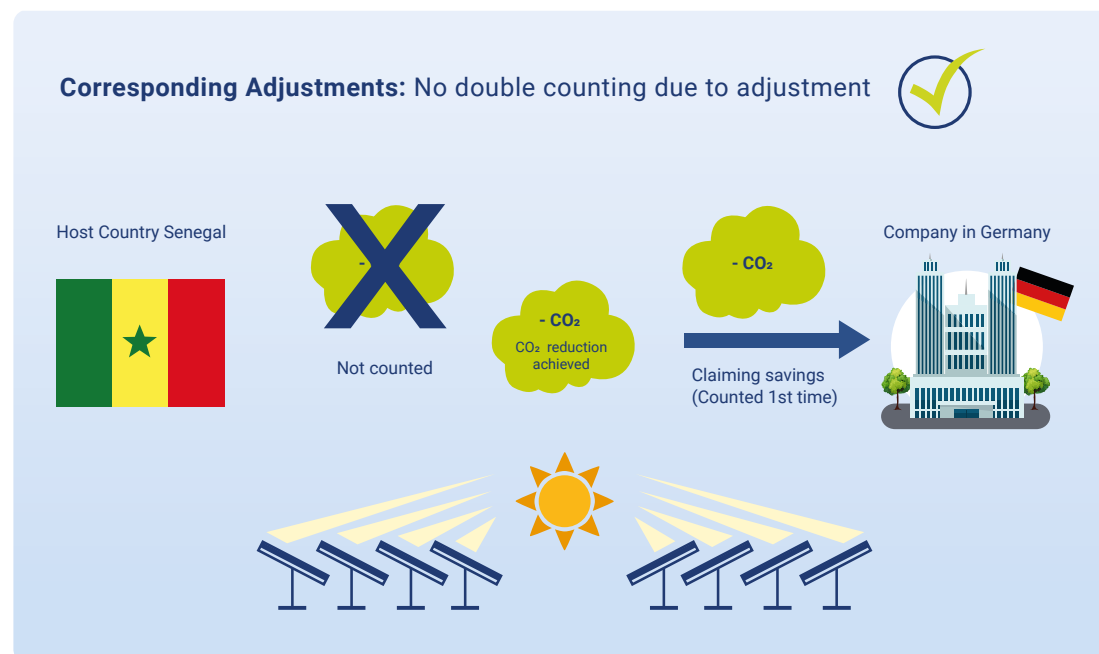 Corresponding Adjustments: No double counting due to adjustment
Host Country Senegal
-
Not counted
- CO₂
CO₂ reduction
achieved
- CO₂
Claiming savings
(Counted 1st time)
Company in Germany